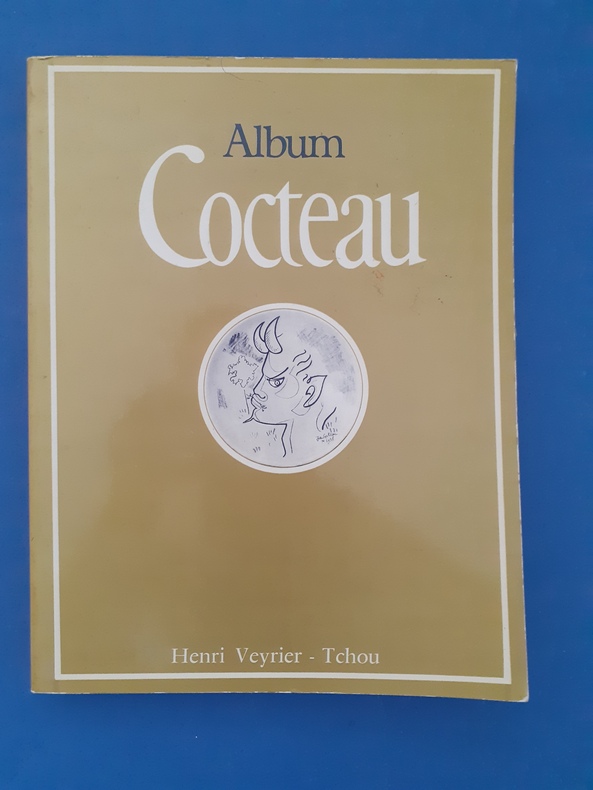 Album
Cocteau
Henri Veyrier - Tchou